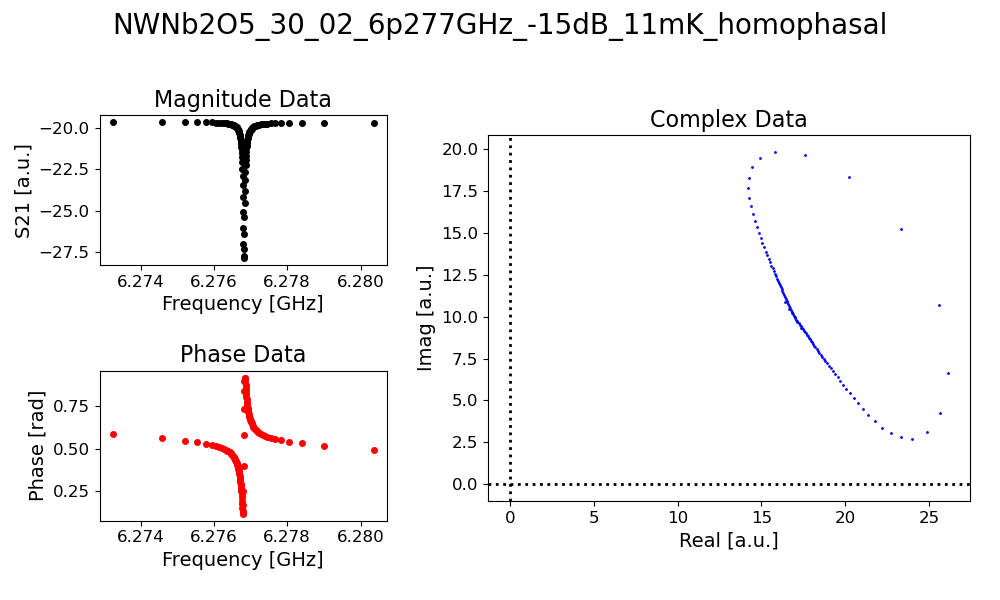 NWNb2O5_30_02_6p277GHz_-15dB_11mK_homophasal
Magnitude Data
S21 [a.u.]
−20.0
−22.5
−25.0
−27.5
6.274 6.276 6.278 6.280
Frequency [GHz]
Phase Data
Phase [rad]
0.75
0.50
0.25
6.274 6.276 6.278 6.280
Frequency [GHz]
Complex Data
Imag [a.u.]
20.0
17.5
15.0
12.5
10.0
7.5
5.0
2.5
0.0
0 5 10 15 20 25
Real [a.u.]